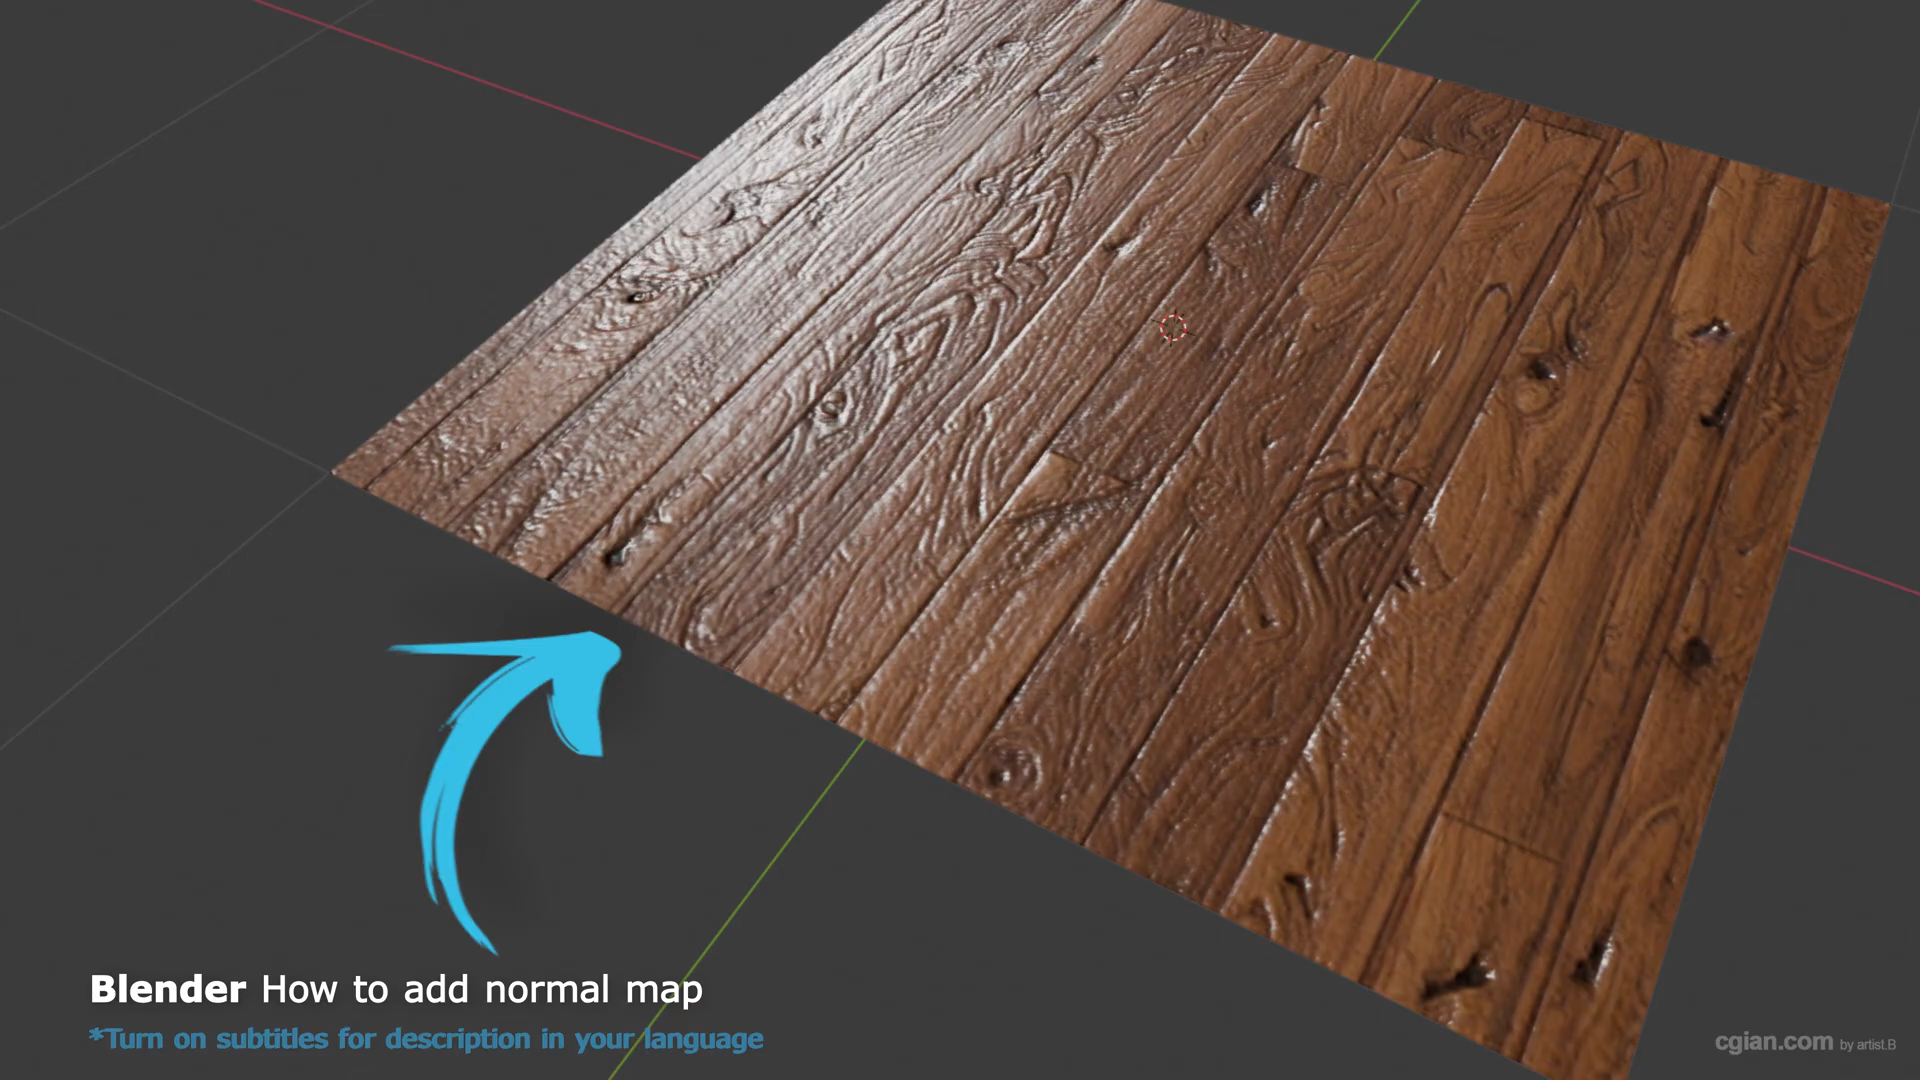 Blender How to add normal map
*Turn on subtitles for description in your language
cgian.com by artist.B